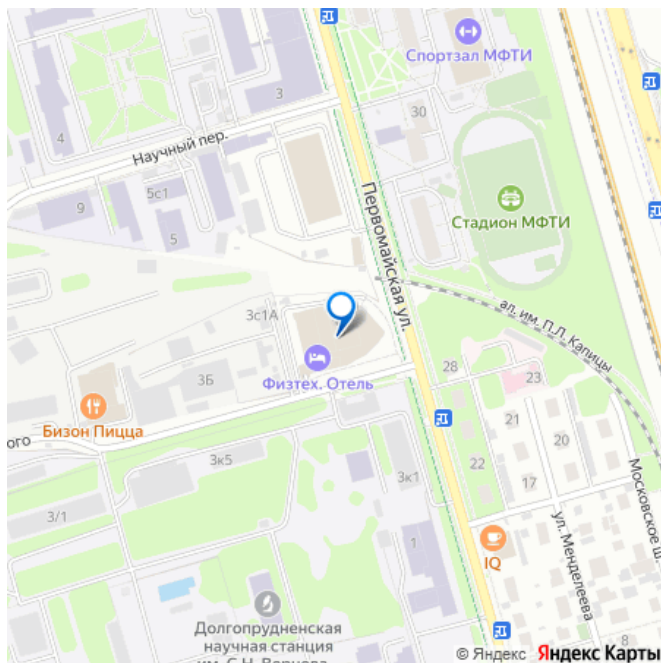 Спортзал МФТИ
3
30
4
Научный пер.
5с1
9
5
Первомайская ул.
Стадион МФТИ
ал. им. П.Л. Капицы
3с1А
Физтех. Отель
3Б
28
23
Бизон Пицца
ого
21
20
3к5
22
17
3к1
3/1
Московское ш.
ул. Менделеева
1
IQ
Долгопрудненская
научная станция
8
© Яндекс Яндекс Карты